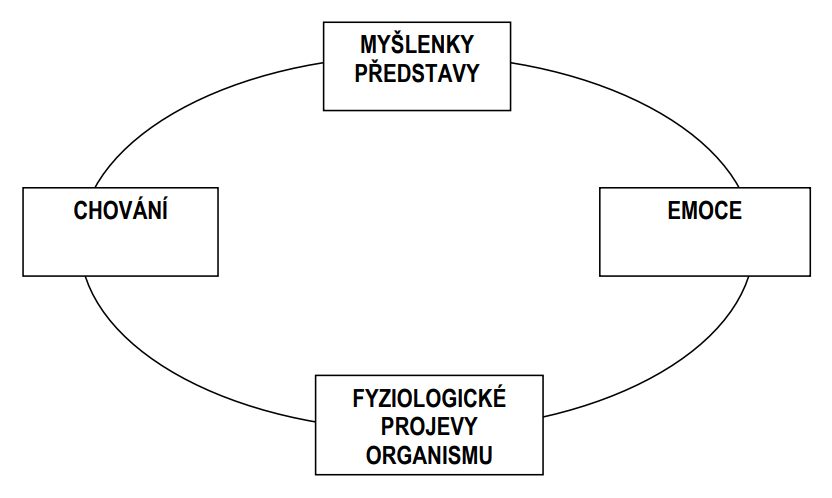 MYŠLENKY
PŘEDSTAVY
CHOVÁNÍ
EMOCE
FYZIOLOGICKÉ
PROJEVY
ORGANISMU